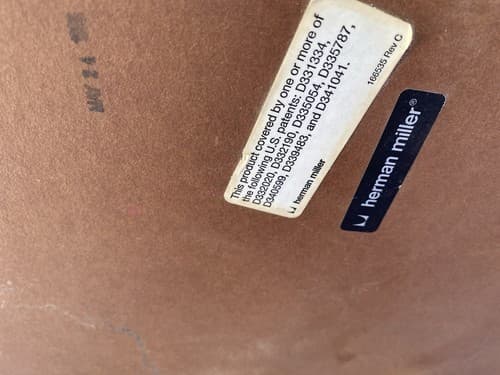 MAY 24
This product covered by one or more of
the following U.S. patents: D331334,
D332020, D332190, D335054, D335787,
D340599, D339483, and D341041.
herman miller
166535 Rev C
herman miller®